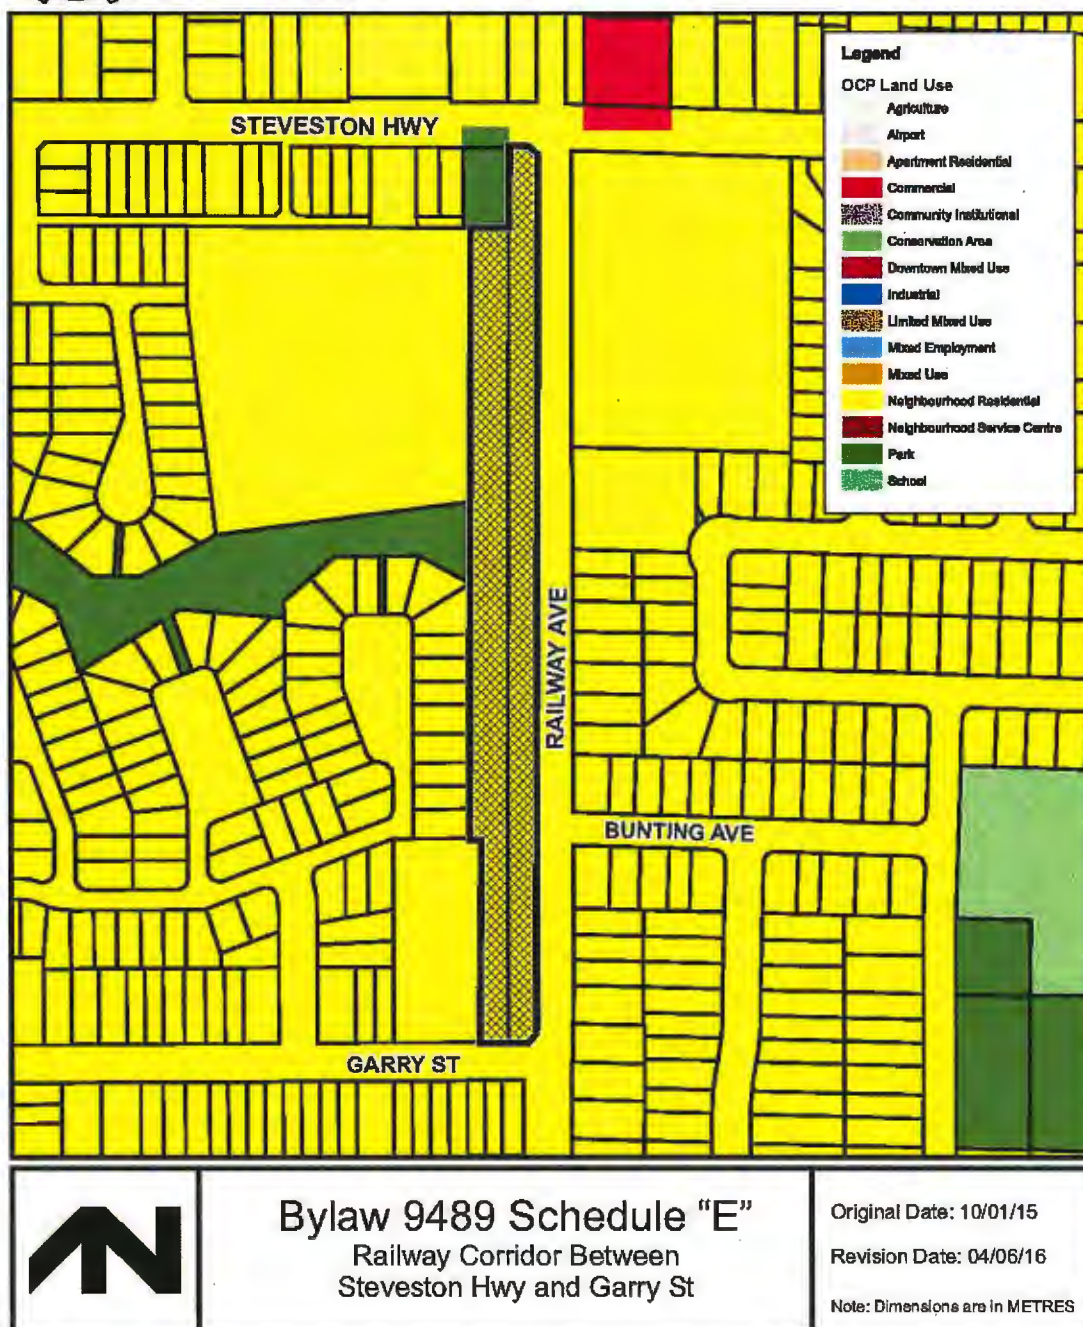 STEVESTON HWY
Legend
OCP Land Use
Agriculture
Airport
Apartment Residential
Commercial
Community Institutional
Conservation Area
Downtown Mixed Use
Industrial
Limited Mixed Use
Mixed Employment
Mixed Use
Neighbourhood Residential
Neighbourhood Service Centre
Park
School
RAILWAY AVE
BUNTING AVE
GARRY ST
Bylaw 9489 Schedule “E”
Railway Corridor Between
Steveston Hwy and Garry St
Original Date: 10/01/15
Revision Date: 04/06/16
Note: Dimensions are in METRES